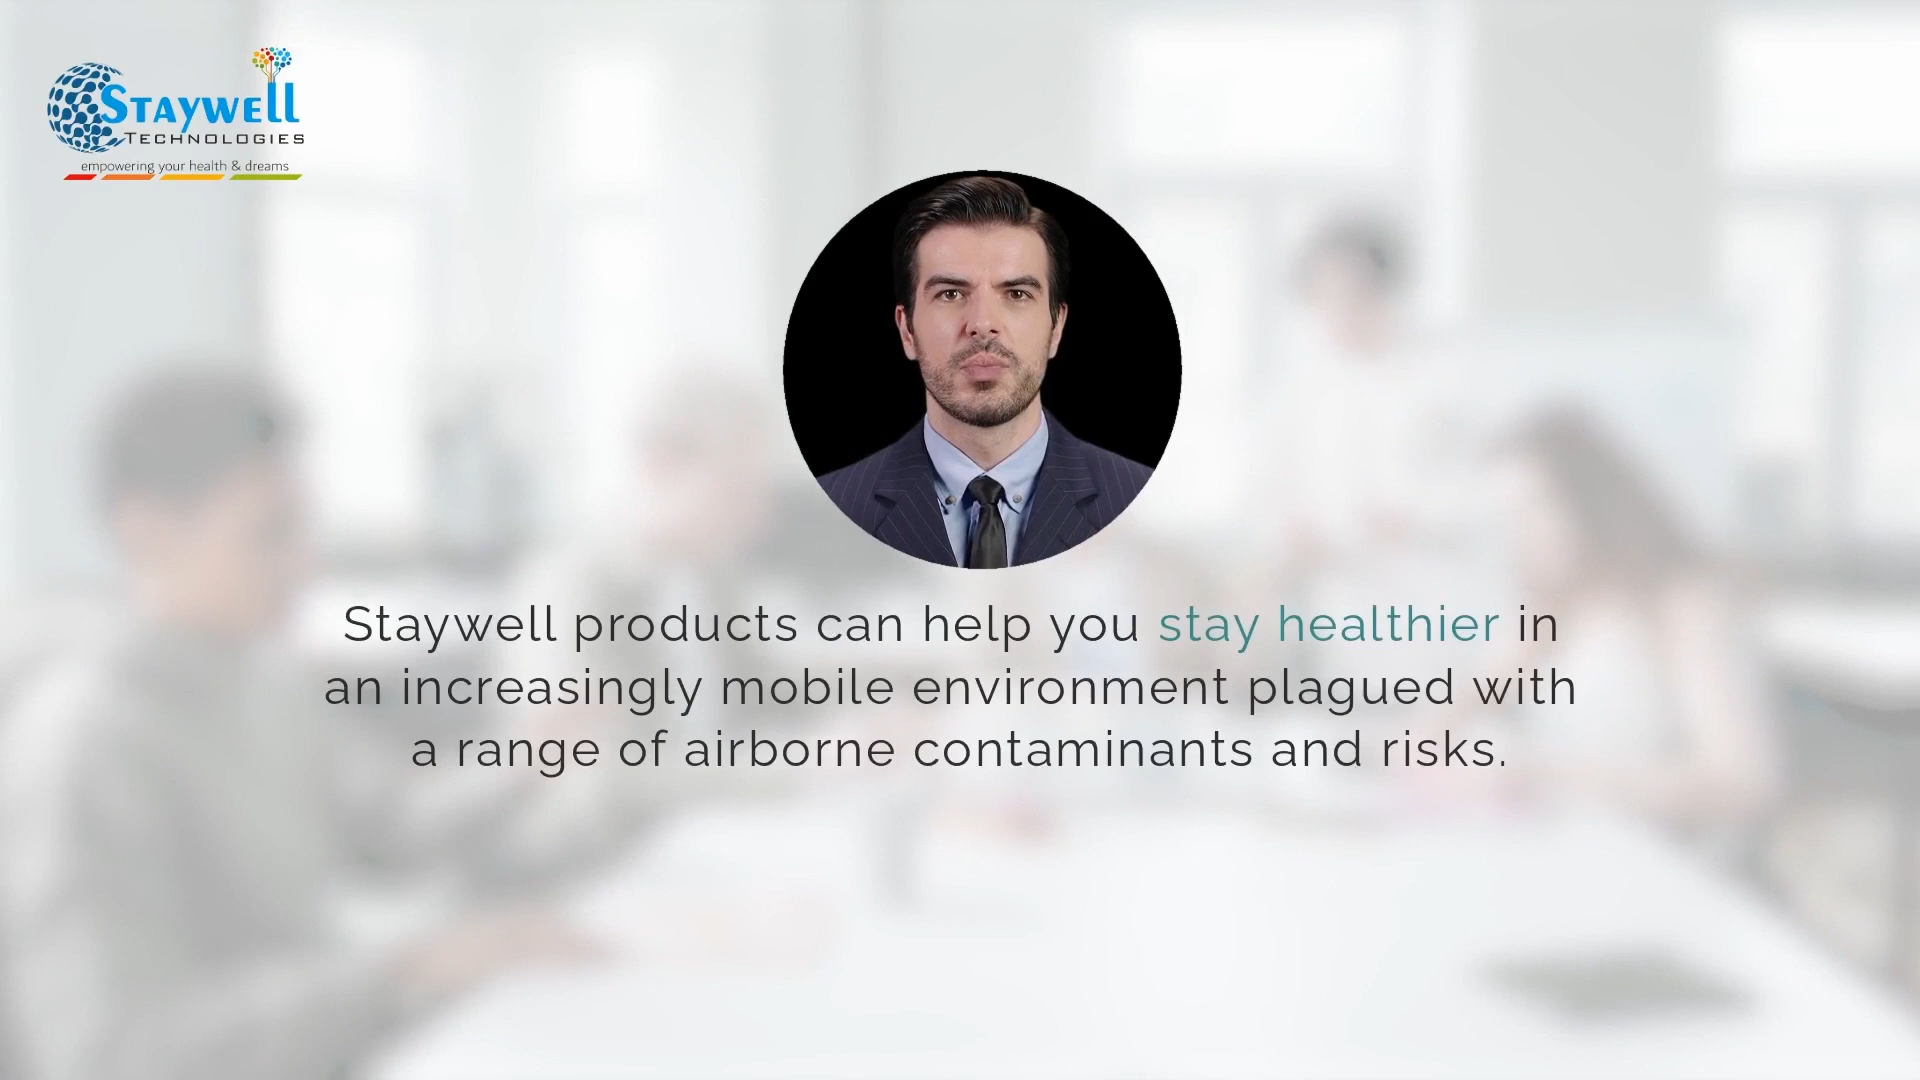 STAYWEll
TECHNOLOGIES
empowering your health & dreams
Staywell products can help you stay healthier in
an increasingly mobile environment plagued with
a range of airborne contaminants and risks.